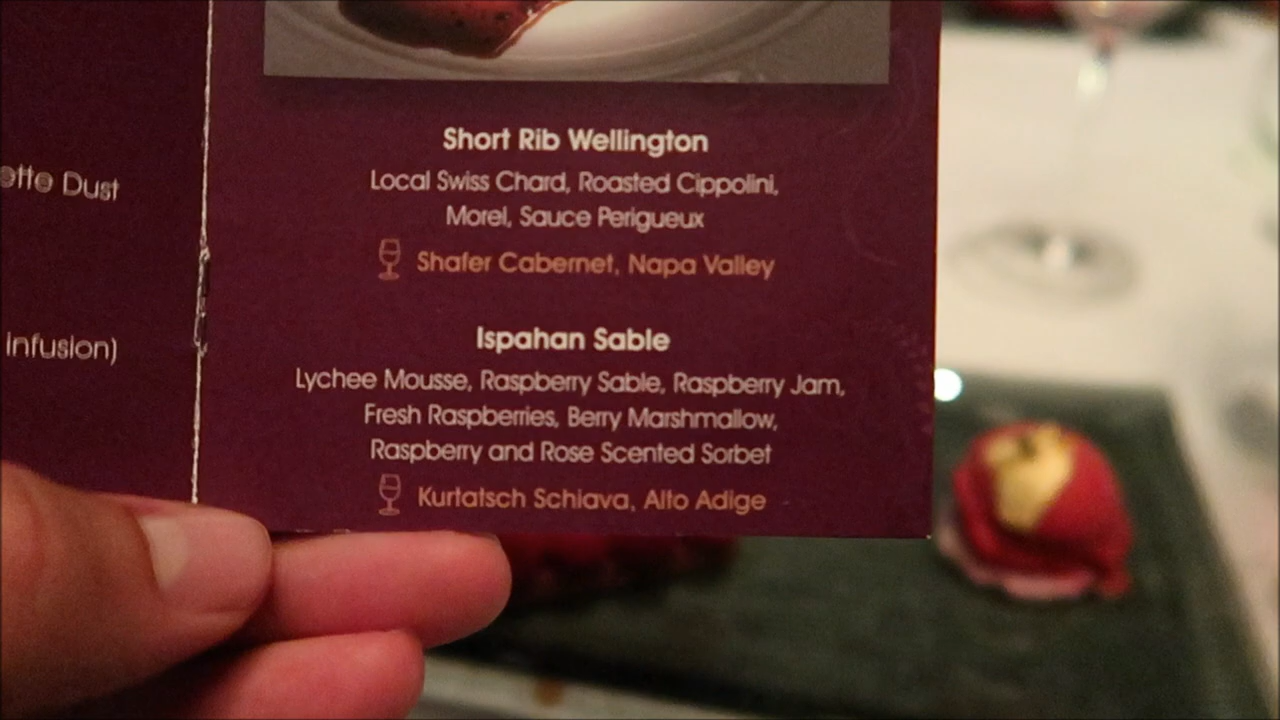 Dust
infusion)
Short Rib Wellington
Local Swiss Chard, Roasted Cippolini,
Morel, Sauce Perigueux
Shafer Cabernet, Napa Valley
Ispahan Sable
Lychee Mousse, Raspberry Sable, Raspberry Jam,
Fresh Raspberries, Berry Marshmallow,
Raspberry and Rose Scented Sorbet
Kurtatsch Schiava, Alto Adige